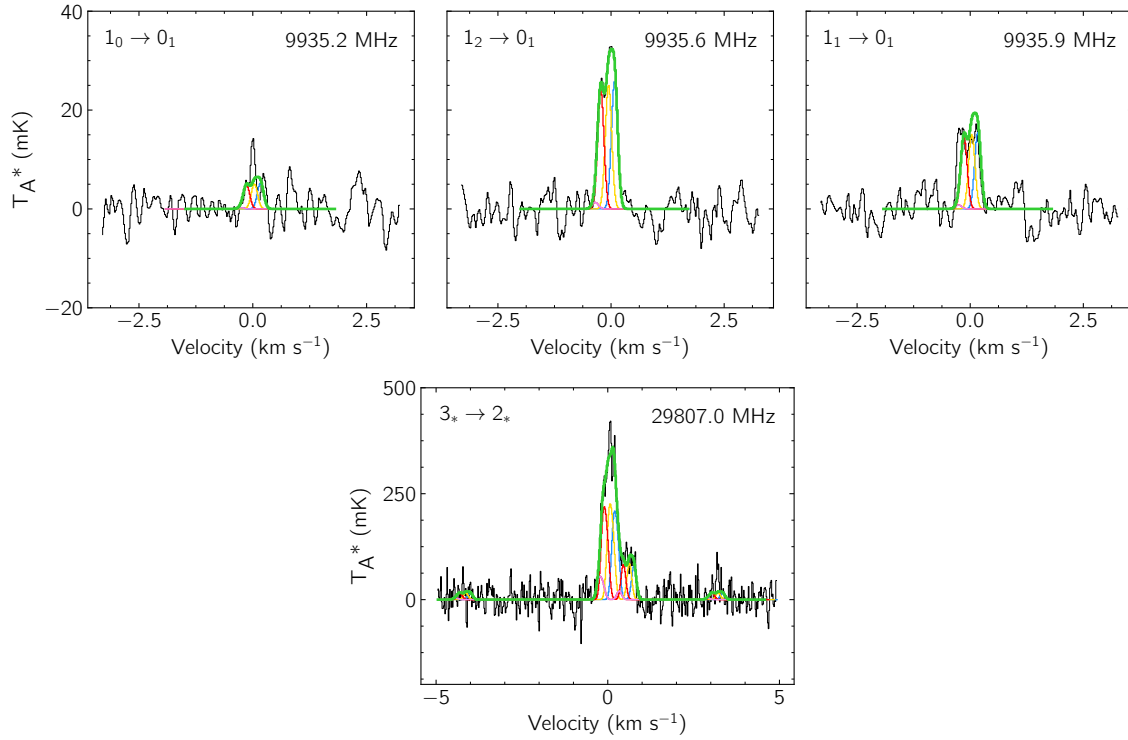 1₀ → 0₁ 9935.2 MHz
1₂ → 0₁ 9935.6 MHz
1₁ → 0₁ 9935.9 MHz
40
20
0
−20
T_A* (mK)
−2.5 0.0 2.5
−2.5 0.0 2.5
−2.5 0.0 2.5
Velocity (km s⁻¹)
Velocity (km s⁻¹)
Velocity (km s⁻¹)
3* → 2* 29807.0 MHz
500
250
0
T_A* (mK)
−5 0 5
Velocity (km s⁻¹)